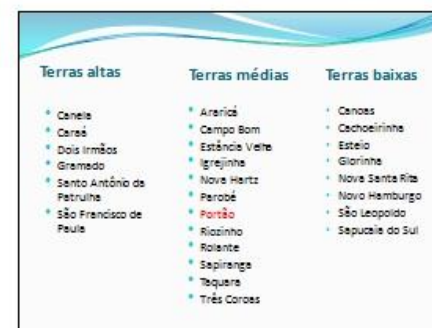 Terras altas
Canela
Caraá
Dois Irmãos
Gramado
Santo Antônio da
Patrulha
São Francisco de
Paula
Terras médias
Araricá
Campo Bom
Estância Velha
Igrejinha
Nova Hartz
Parobé
Portão
Riozinho
Rolante
Sapiranga
Taquara
Três Coroas
Terras baixas
Canoas
Cachoeirinha
Esteio
Glorinha
Nova Santa Rita
Novo Hamburgo
São Leopoldo
Sapucaia do Sul